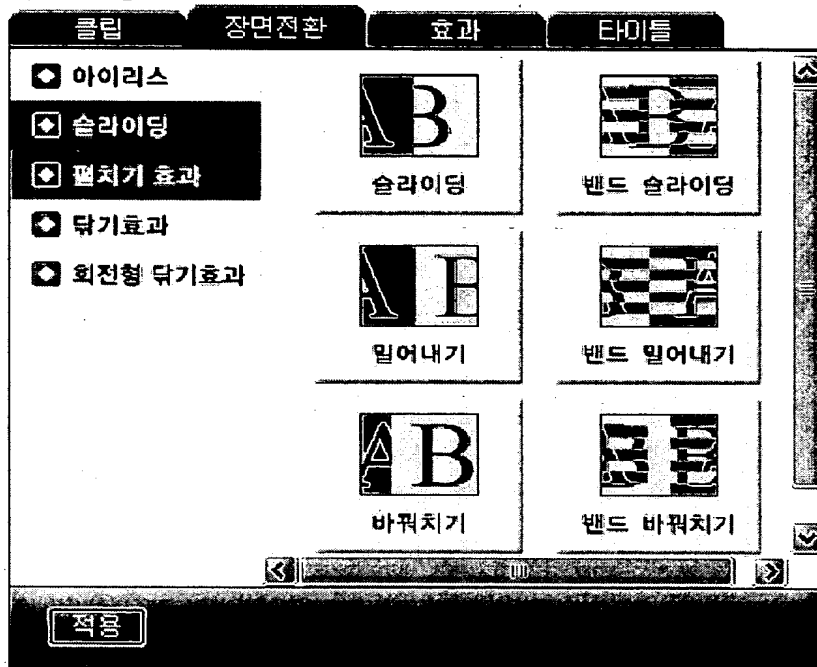 클립 장면전환 효과 타이틀
아이리스
슬라이딩
펼치기 효과
닦기효과
회전형 닦기효과
AB
슬라이딩
밴드 슬라이딩
A B
밀어내기
밴드 밀어내기
AB
바꿔치기
밴드 바꿔치기
적용